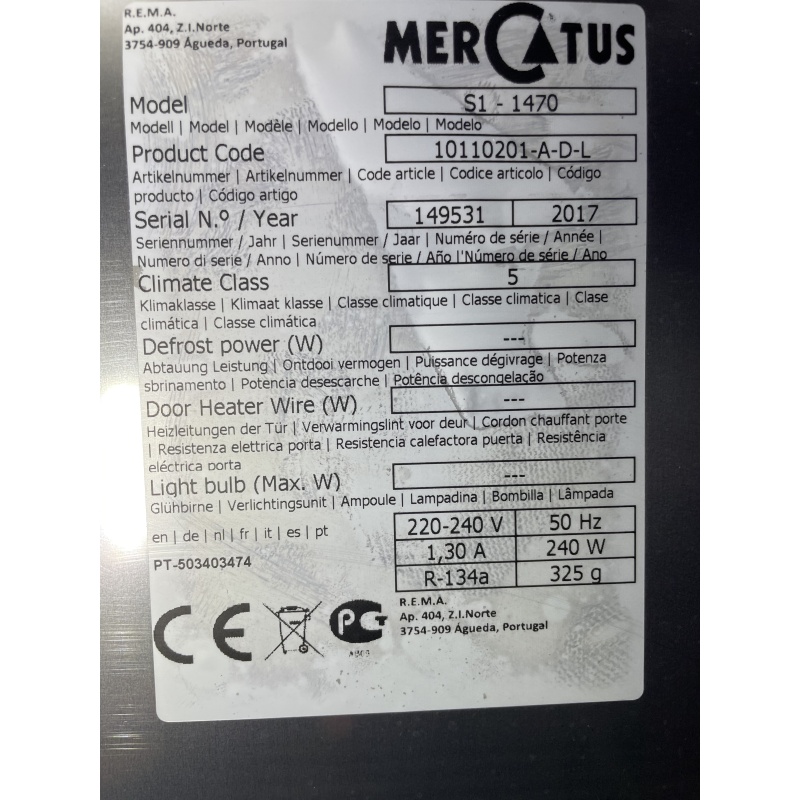 R.E.M.A.
Ap. 404, Z.I.Norte
3754-909 Águeda, Portugal
MERCATUS
Model S1 - 1470
Modell | Model | Modèle | Modello | Modelo | Modelo
Product Code 10110201-A-D-L
Artikelnummer | Artikelnummer | Code article | Codice articolo | Código
producto | Código artigo
Serial N.º / Year 149531 2017
Seriennummer / Jahr | Serienummer / Jaar | Numéro de série / Année |
Numero di serie / Anno | Número de serie / Año l'Número de série / Ano
Climate Class 5
Klimaklasse | Klimaat klasse | Classe climatique | Classe climatica | Clase
climática | Classe climática
Defrost power (W) ---
Abtauung Leistung | Ontdooi vermogen | Puissance dégivrage | Potenza
sbrinamento | Potencia desescarche | Potência descongelação
Door Heater Wire (W) ---
Heizleitungen der Tür | Verwarmingslint voor deur | Cordon chauffant porte
| Resistenza elettrica porta | Resistencia calefactora puerta | Resistência
eléctrica porta
Light bulb (Max. W) ---
Glühbirne | Verlichtingsunit | Ampoule | Lampadina | Bombilla | Lâmpada
en | de | nl | fr | it | es | pt
220-240 V 50 Hz
1,30 A 240 W
R-134a 325 g
PT-503403474
CE
R.E.M.A.
Ap. 404, Z.I.Norte
3754-909 Águeda, Portugal